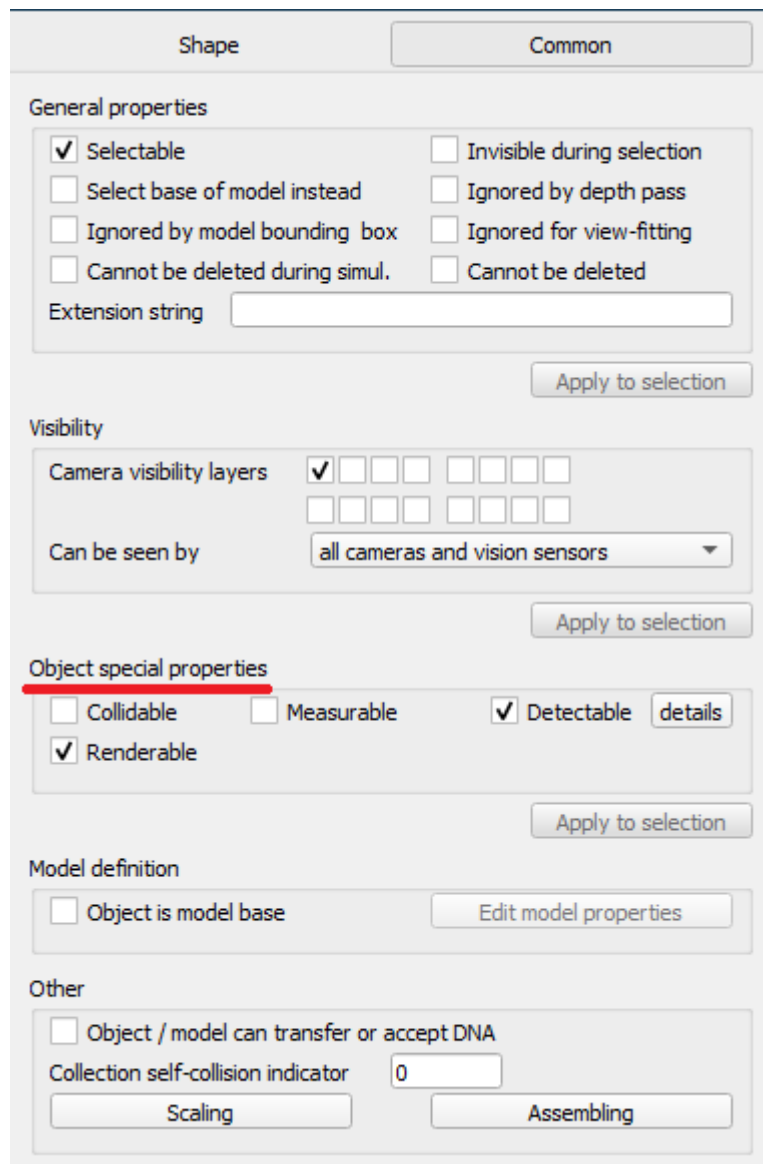 Shape Common
General properties
Selectable Invisible during selection
Select base of model instead Ignored by depth pass
Ignored by model bounding box Ignored for view-fitting
Cannot be deleted during simul. Cannot be deleted
Extension string
Apply to selection
Visibility
Camera visibility layers
Can be seen by all cameras and vision sensors
Apply to selection
Object special properties
Collidable Measurable Detectable details
Renderable
Apply to selection
Model definition
Object is model base Edit model properties
Other
Object / model can transfer or accept DNA
Collection self-collision indicator 0
Scaling Assembling